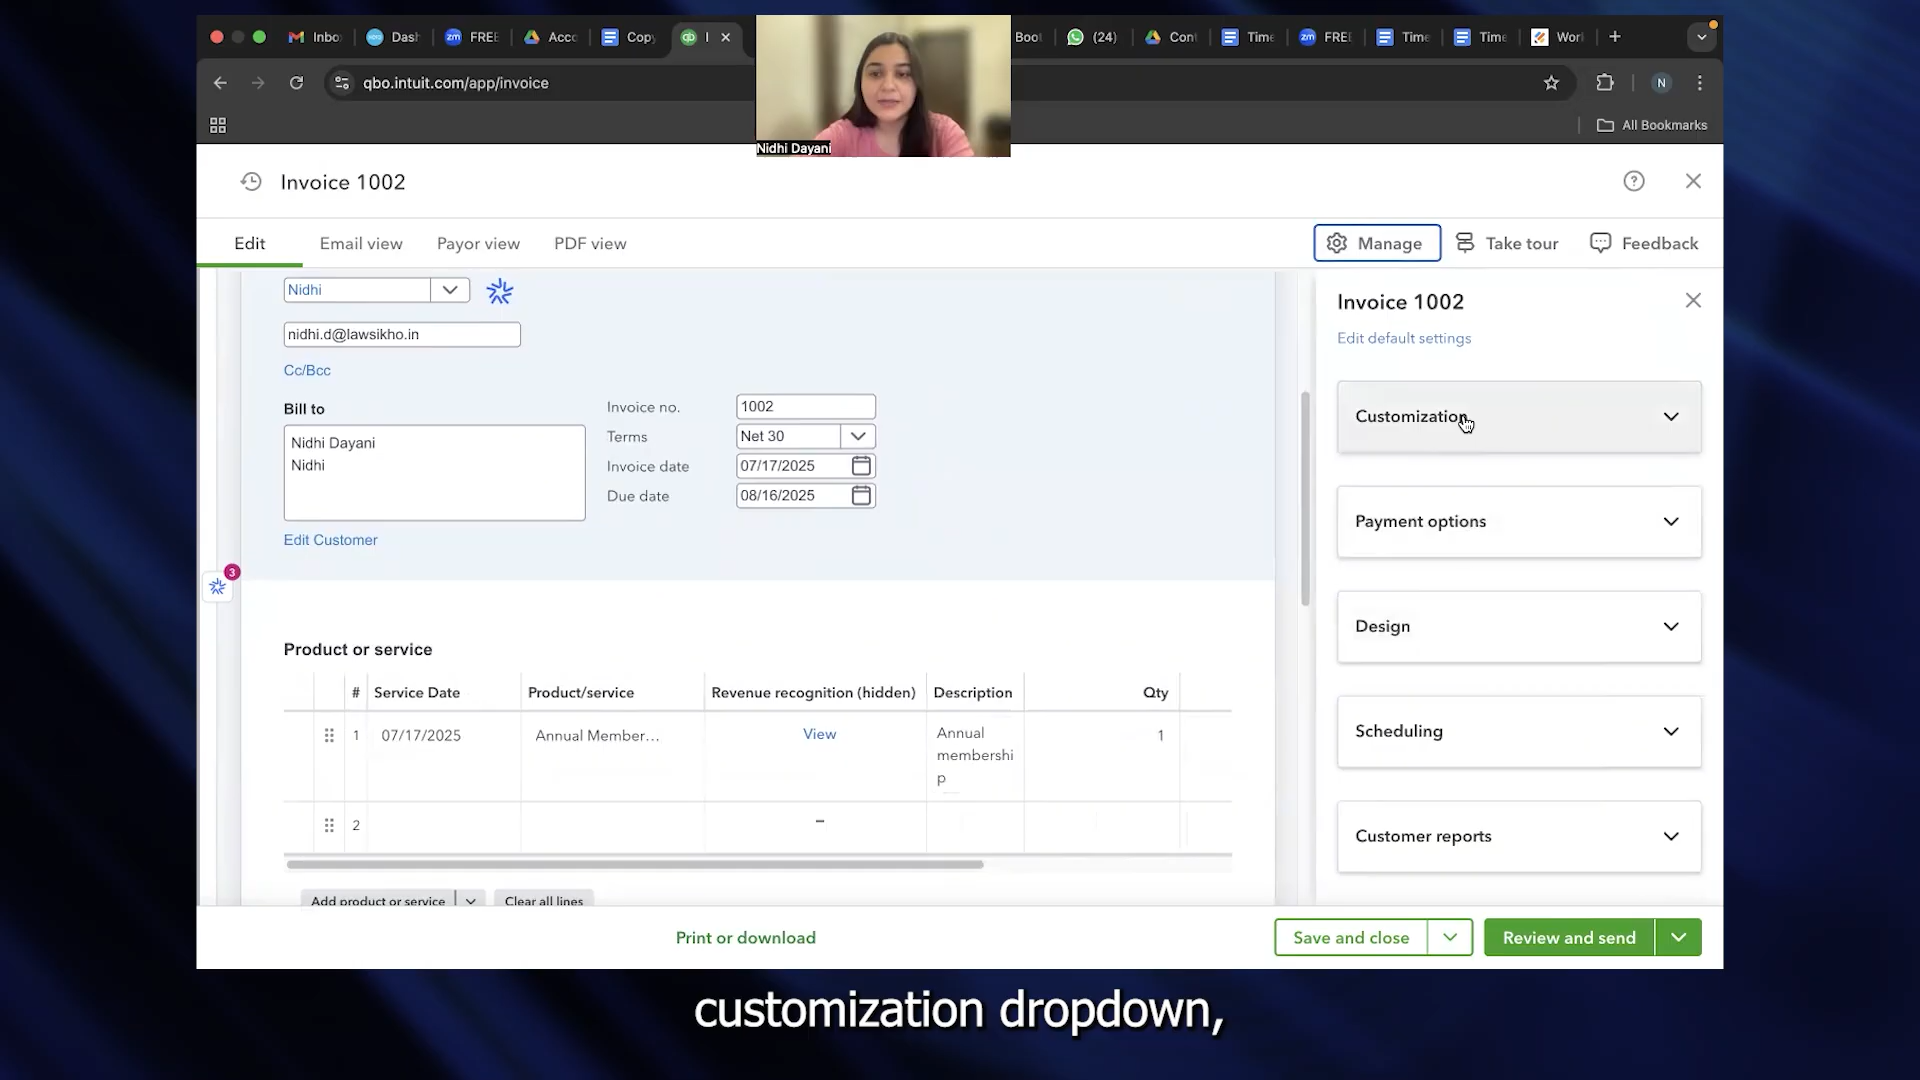 Inbo
Dash
FREE
Acco
Copy
I
Boo
(24)
Cont
Time
FREE
Time
Time
Worl
qbo.intuit.com/app/invoice
N
All Bookmarks
Nidhi Dayani
Invoice 1002
Edit
Email view
Payor view
PDF view
Manage
Take tour
Feedback
Nidhi
nidhi.d@lawsikho.in
Cc/Bcc
Bill to
Nidhi Dayani
Nidhi
Edit Customer
Invoice no. 1002
Terms Net 30
Invoice date 07/17/2025
Due date 08/16/2025
3
Product or service
# Service Date Product/service Revenue recognition (hidden) Description Qty
1 07/17/2025 Annual Member... View Annual membershi p 1
2 –
Add product or service
Clear all lines
Invoice 1002
Edit default settings
Customization
Payment options
Design
Scheduling
Customer reports
Print or download
Save and close
Review and send
customization dropdown,